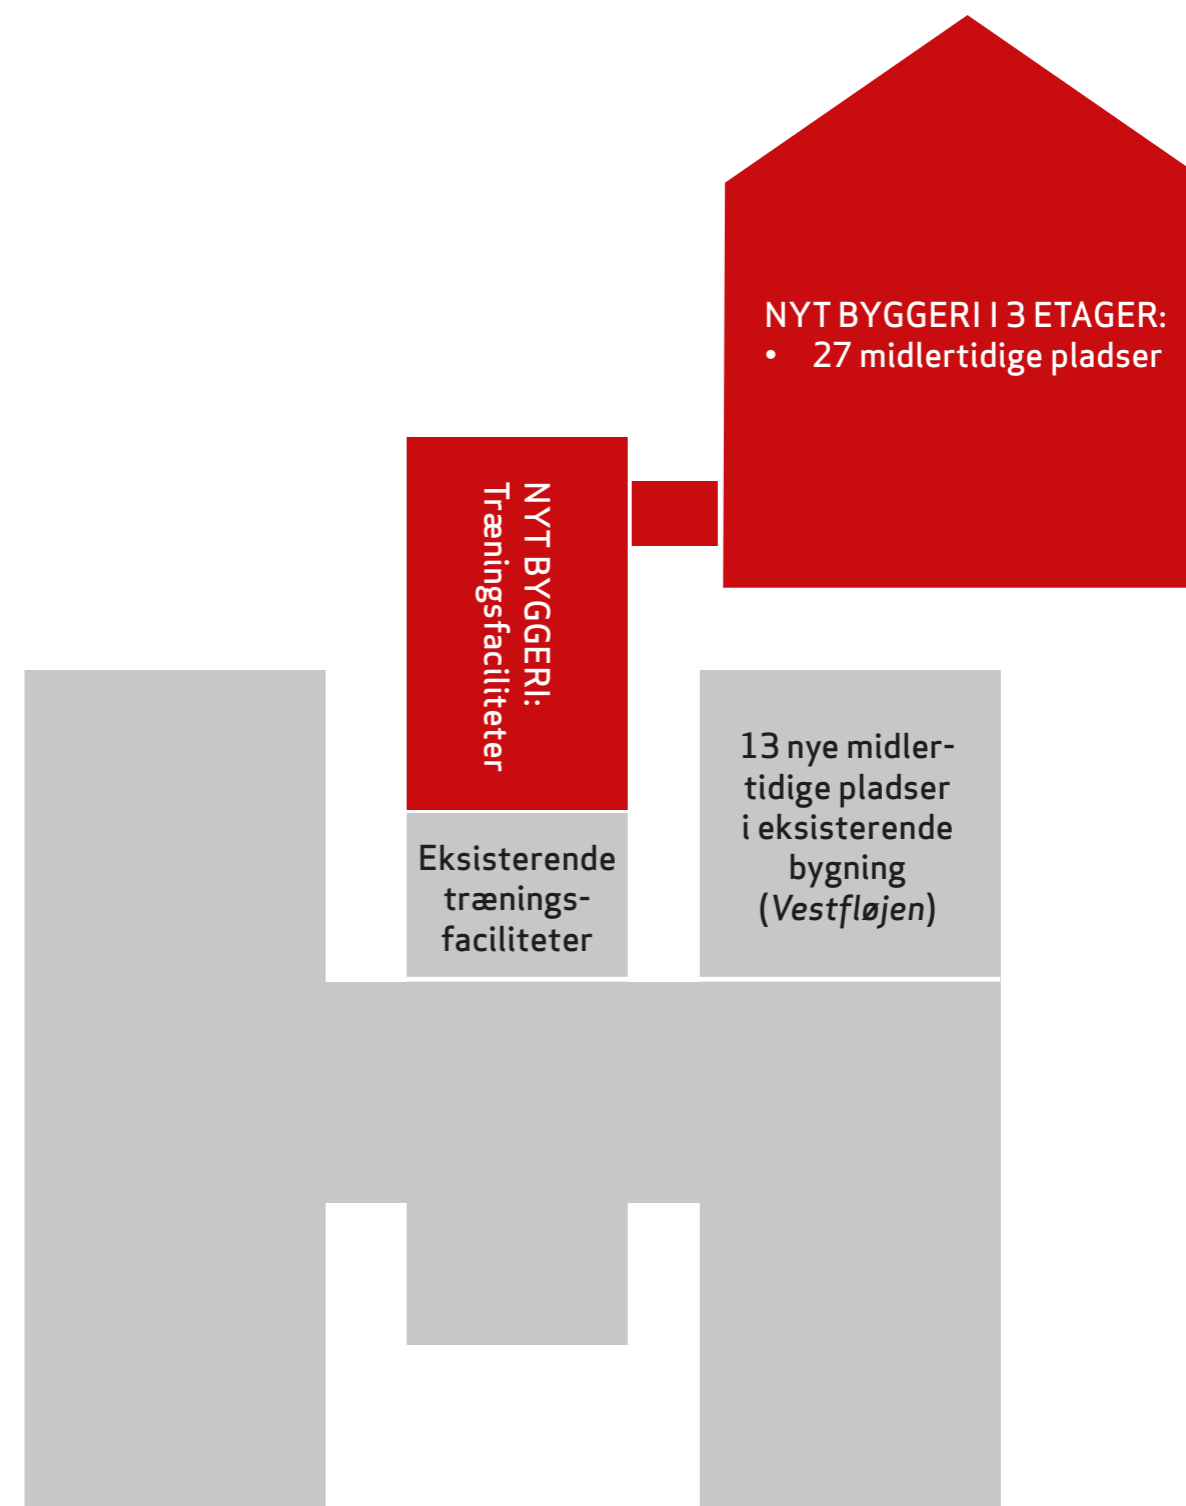 NYT BYGGERI I 3 ETAGER:
• 27 midlertidige pladser
NYT BYGGERI:
Træningsfaciliteter
13 nye midler-
tidige pladser
i eksisterende
bygning
(Vestfløjen)
Eksisterende
trænings-
faciliteter